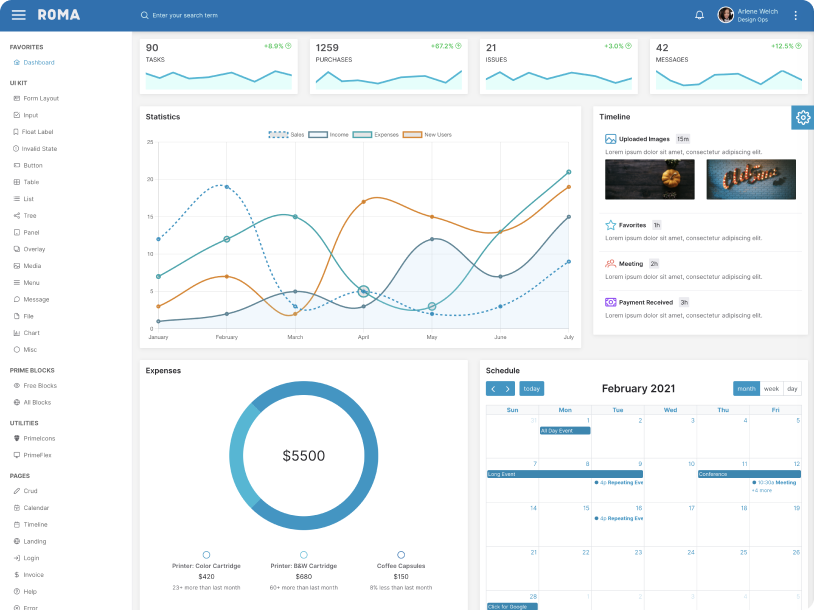 ROMA
Enter your search term
Arlene Welch
Design Ops
FAVORITES
Dashboard
UI KIT
Form Layout
Input
Float Label
Invalid State
Button
Table
List
Tree
Panel
Overlay
Media
Menu
Message
File
Chart
Misc
PRIME BLOCKS
Free Blocks
All Blocks
UTILITIES
PrimeIcons
PrimeFlex
PAGES
Crud
Calendar
Timeline
Landing
Login
Invoice
Help
Error
90 +8.9%
TASKS
1259 +67.2%
PURCHASES
21 +3.0%
ISSUES
42 +12.5%
MESSAGES
Statistics
Sales Income Expenses New Users
25
20
15
10
5
0
January February March April May June July
Timeline
Uploaded Images 15m
Lorem ipsum dolor sit amet, consectetur adipiscing elit.
Favorites 1h
Lorem ipsum dolor sit amet, consectetur adipiscing elit.
Meeting 2h
Lorem ipsum dolor sit amet, consectetur adipiscing elit.
Payment Received 3h
Lorem ipsum dolor sit amet, consectetur adipiscing elit.
Expenses
$5500
Printer: Color Cartridge
$420
23+ more than last month
Printer: B&W Cartridge
$680
60+ more than last month
Coffee Capsules
$150
8% less than last month
Schedule
today
February 2021
month week day
Sun Mon Tue Wed Thu Fri
31 1 2 3 4 5
All Day Event
7 8 9 10 11 12
Long Event Conference
4p Repeating Eve 10:30a Meeting
+4 more
14 15 16 17 18 19
4p Repeating Eve
21 22 23 24 25 26
28 1 2 3 4 5
Click for Google